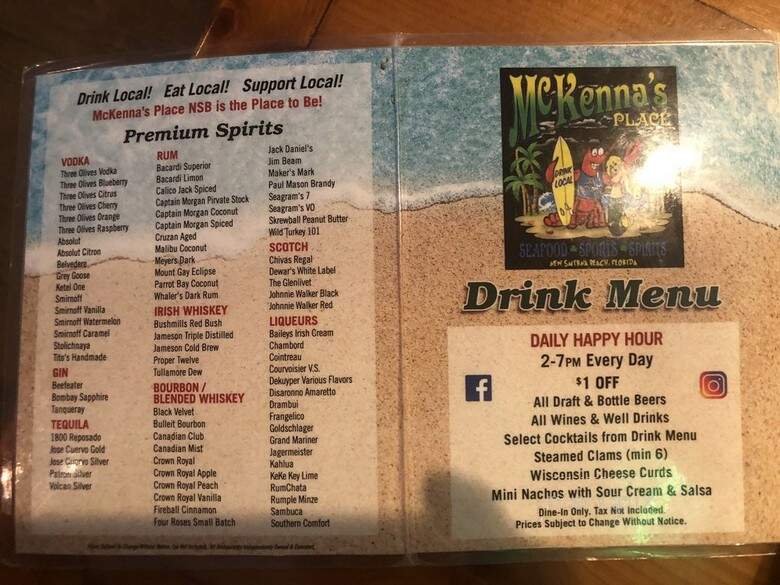 Drink Local! Eat Local! Support Local!
McKenna's Place NSB is the Place to Be!
Premium Spirits
VODKA
Three Olives Vodka
Three Olives Blueberry
Three Olives Citrus
Three Olives Cherry
Three Olives Orange
Three Olives Raspberry
Absolut
Absolut Citron
Belvedere
Grey Goose
Ketel One
Smirnoff
Smirnoff Vanilla
Smirnoff Watermelon
Smirnoff Caramel
Stolichnaya
Tito's Handmade
GIN
Beefeater
Bombay Sapphire
Tanqueray
TEQUILA
1800 Reposado
Jose Cuervo Gold
Jose Cuervo Silver
Patron Silver
Volcan Silver
RUM
Bacardi Superior
Bacardi Limon
Calico Jack Spiced
Captain Morgan Pirvate Stock
Captain Morgan Coconut
Captain Morgan Spiced
Cruzan Aged
Malibu Coconut
Meyers Dark
Mount Gay Eclipse
Parrot Bay Coconut
Whaler's Dark Rum
IRISH WHISKEY
Bushmills Red Bush
Jameson Triple Distilled
Jameson Cold Brew
Proper Twelve
Tullamore Dew
BOURBON /
BLENDED WHISKEY
Black Velvet
Bulleit Bourbon
Canadian Club
Canadian Mist
Crown Royal
Crown Royal Apple
Crown Royal Peach
Crown Royal Vanilla
Fireball Cinnamon
Four Roses Small Batch
Jack Daniel's
Jim Beam
Maker's Mark
Paul Mason Brandy
Seagram's 7
Seagram's VO
Skrewball Peanut Butter
Wild Turkey 101
SCOTCH
Chivas Regal
Dewar's White Label
The Glenlivet
Johnnie Walker Black
Johnnie Walker Red
LIQUEURS
Baileys Irish Cream
Chambord
Cointreau
Courvoisier V.S.
Dekuyper Various Flavors
Disaronno Amaretto
Drambui
Frangelico
Goldschlager
Grand Mariner
Jagermeister
Kahlua
KeKe Key Lime
RumChata
Rumple Minze
Sambuca
Southern Comfort
McKenna's
PLACE
DRINK
LOCAL
SEAFOOD SPORTS SPIRITS
NEW SMYRNA BEACH, FLORIDA
Drink Menu
DAILY HAPPY HOUR
2-7PM Every Day
$1 OFF
All Draft & Bottle Beers
All Wines & Well Drinks
Select Cocktails from Drink Menu
Steamed Clams (min 6)
Wisconsin Cheese Curds
Mini Nachos with Sour Cream & Salsa
Dine-In Only. Tax Not Included.
Prices Subject to Change Without Notice.